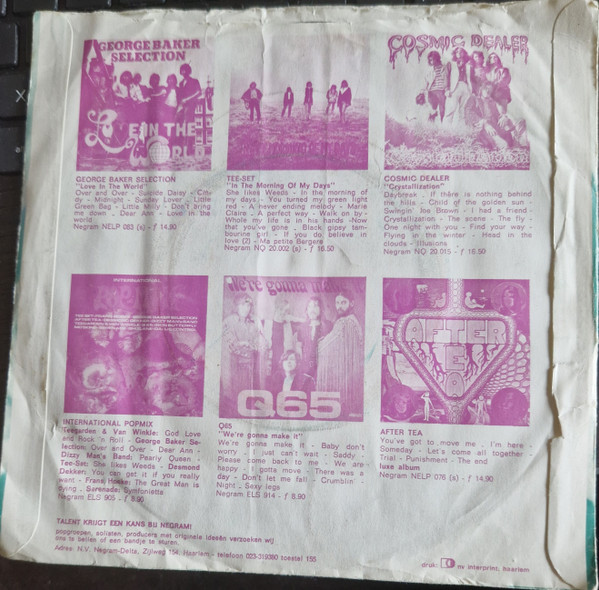 GEORGE BAKER
SELECTION
COSMIC DEALER
GEORGE BAKER SELECTION
"Love In The World"
Over and Over - Suicide Daisy - Cin-
dy - Midnight - Sunday Lover . Little
Green Bag - Little Milly - Don't bring
me down . Dear Ann - Love in the
world
Negram NELP 083 (s) - f 14.90
TEE-SET
"In The Morning Of My Days"
She likes Weeds - In the morning of
my days - You turned my green light
red - A never ending melody - Marie
Claire . A perfect way - Walk on by -
Whole my life is in his hands -Now
that you've gone . Black gipsy tam-
bourine girl - If you do believe in
love (2) - Ma petite Bergere
Negram NQ 20.002 (s) - f 16.50
COSMIC DEALER
"Crystallization"
Daybreak . If there is nothing behind
the hills - Child of the golden sun -
Swingin' Joe Brown - I had a friend -
Crystallization - The scene - The fly -
One night with you - Find your way -
Flying in the winter - Head in the
clouds - Illusions
Negram NQ 20.015 (s) - f 16.50
INTERNATIONAL
We're gonna make
Q65
AFTER
TEA
INTERNATIONAL POPMIX
Teegarden & Van Winkle: God Love
and Rock 'n Roll - George Baker Se-
lection: Over and Over - Dear Ann -
Dizzy Man's Band: Pearly Queen -
Tee-Set: She likes Weeds - Desmond
Dekker: You can get it if you really
want - Frans Hoeke: The Great Man is
dying . Serenade: Symfonietta
Negram ELS 905 - f 8.90
Q65
"We're gonna make it"
We're gonna make it - Baby don't
worry - I just can't wait - Saddy -
Please come back to me - We are
happy - I gotta move - There was a
day - Don't let me fall - Crumblin' -
Night . Sexy legs
Negram ELS 914 - f 8.90
AFTER TEA
You've got to move me . I'm here -
Someday - Let's come all together
Trial - Punishment - The end
luxe album
Negram NELP 076 (s) - f 14.90
TALENT KRIJGT EEN KANS BIJ NEGRAM!
popgroepen, solisten, producers met originele ideeën verzoeken wij
ons te bellen of een bandje te sturen.
Adres: N.V. Negram-Delta, Zijlweg 154, Haarlem - telefoon 023-319380 toestel 155
druk: nv interprint, haarlem